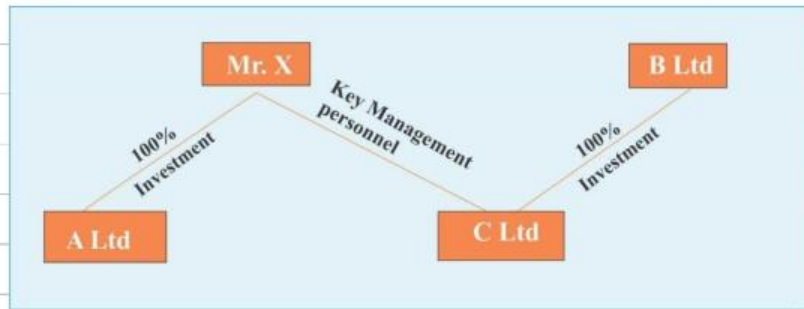 Mr. X
B Ltd
100%
Investment
Key Management
personnel
100%
Investment
A Ltd
C Ltd